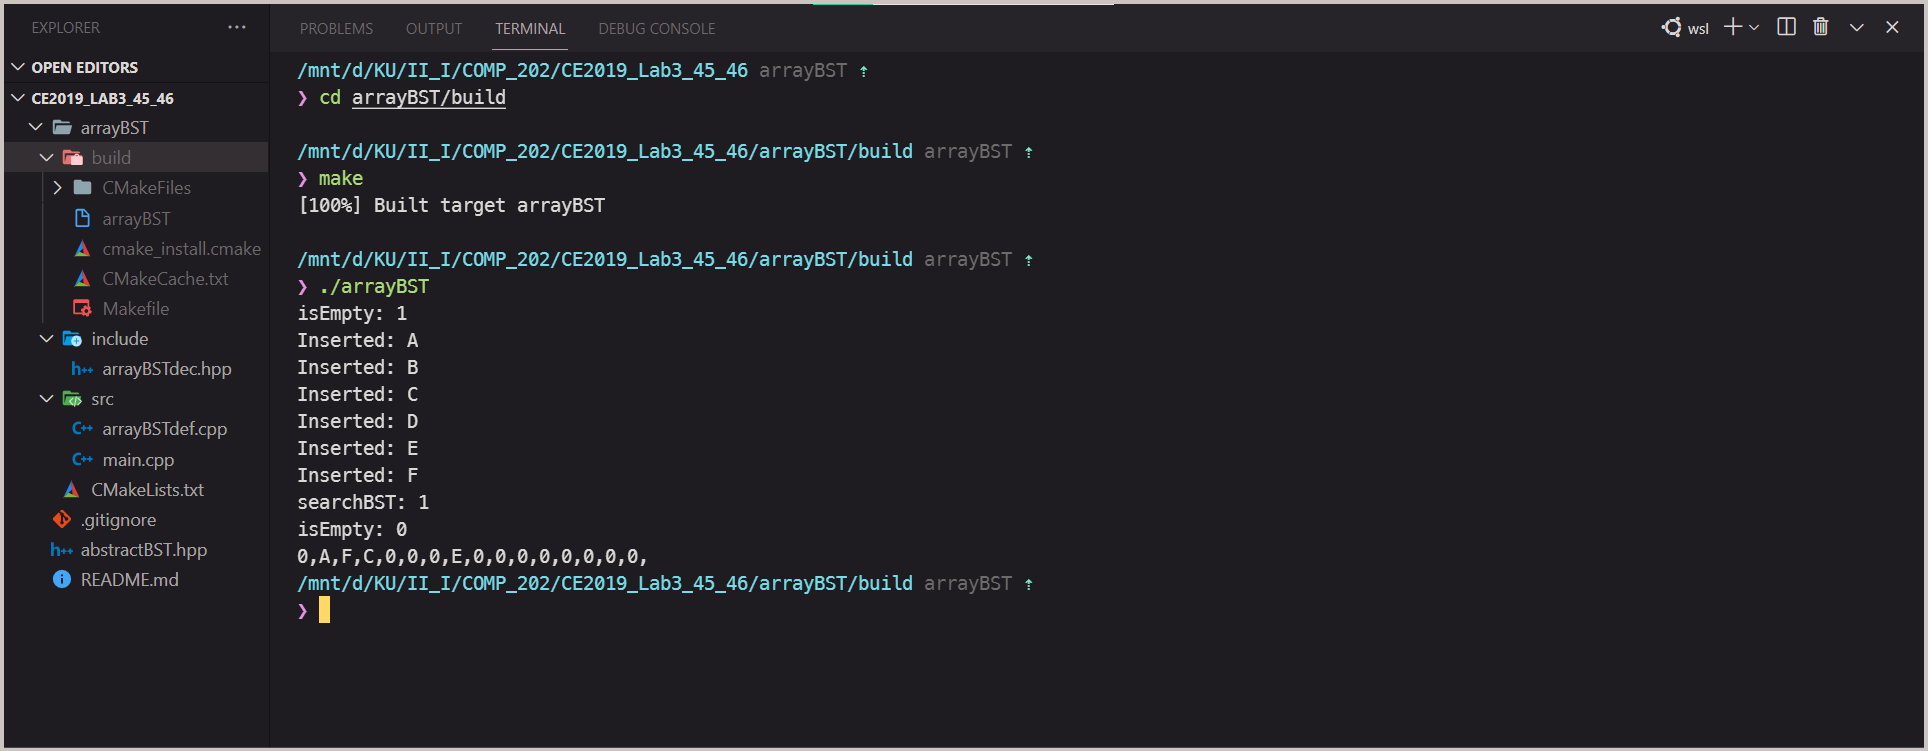 EXPLORER
OPEN EDITORS
CE2019_LAB3_45_46
arrayBST
build
CMakeFiles
arrayBST
cmake_install.cmake
CMakeCache.txt
Makefile
include
arrayBSTdec.hpp
src
arrayBSTdef.cpp
main.cpp
CMakeLists.txt
.gitignore
abstractBST.hpp
README.md
PROBLEMS OUTPUT TERMINAL DEBUG CONSOLE
wsl
/mnt/d/KU/II_I/COMP_202/CE2019_Lab3_45_46 arrayBST ⇡
❯ cd arrayBST/build
/mnt/d/KU/II_I/COMP_202/CE2019_Lab3_45_46/arrayBST/build arrayBST ⇡
❯ make
[100%] Built target arrayBST
/mnt/d/KU/II_I/COMP_202/CE2019_Lab3_45_46/arrayBST/build arrayBST ⇡
❯ ./arrayBST
isEmpty: 1
Inserted: A
Inserted: B
Inserted: C
Inserted: D
Inserted: E
Inserted: F
searchBST: 1
isEmpty: 0
0,A,F,C,0,0,0,E,0,0,0,0,0,0,0,0,
/mnt/d/KU/II_I/COMP_202/CE2019_Lab3_45_46/arrayBST/build arrayBST ⇡
❯